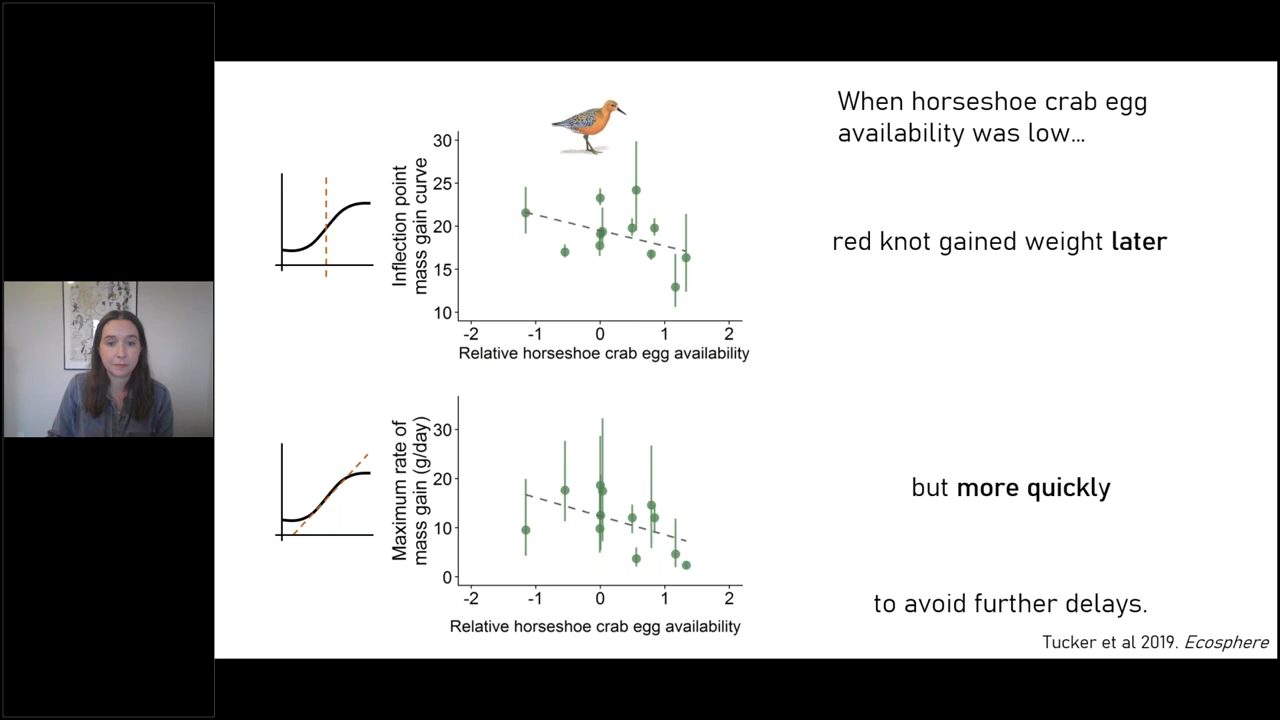 When horseshoe crab egg
availability was low...
Inflection point
mass gain curve
30
25
20
15
10
-2 -1 0 1 2
Relative horseshoe crab egg availability
red knot gained weight later
Maximum rate of
mass gain (g/day)
30
20
10
0
-2 -1 0 1 2
Relative horseshoe crab egg availability
but more quickly
to avoid further delays.
Tucker et al 2019. Ecosphere